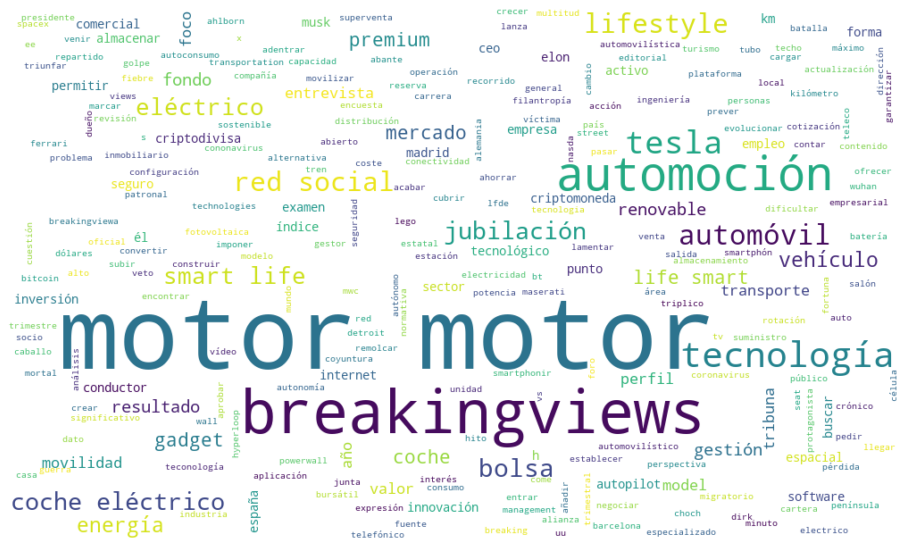 presidente ahlborn superventa crecer multitud
spacex comercial foco musk x lanza batalla
ee venir autoconsumo premium ceo lifestyle km forma
almacenar adentrar elon automovilística turismo tubo techo máximo
repartido golpe transportation capacidad abante editorial cargar actualización
triunfar fiebre compañía movilizar operación activo cambio plataforma dirección
permitir fondo entrevista reserva recorrido general local kilómetro garantizar
views eléctrico encuesta carrera filantropía acción ingeniería personas
marcar sostenible distribución víctima tesla prever teleco
dueño revisión criptodivisa mercado empresa país street evolucionar cotización
ferrari s cononavirus abierto madrid alemania nasda empleo contar contenido
problema inmobiliario alternativa conectividad pasar
configuración tren coste automoción ofrecer
seguro red social acabar ahorrar wuhan
patronal technologies cubrir lego lfde criptomoneda tecnologia dificultar empresarial
examen seguridad renovable
índice fotovoltaica jubilación
cuestión oficial él imponer gestor estatal tecnológico lamentar venta automóvil batería
dólares convertir modelo estación salida smartphón
bitcoin alto subir veto construir smart life electricidad bt punto almacenamiento vehículo
mundo mwc autónomo sector life smart fortuna
inversión encontrar normativa potencia maserati área transporte salón
trimestre caballo red triplico rotación auto
socio detroit motor motor tv suministro
mortal análisis vídeo coyuntura remolcar foro tecnología
internet smartphonir perfil coronavirus célula
conductor autonomía unidad vs público
crear aprobar breakingviews seat crónico
significativo resultado wall tribuna protagonista buscar pedir
dato hyperloop hito automovilístico llegar
gadget año gestión
guerra teconología powerwall coche h establecer perspectiva espacial pérdida
casa movilidad aplicación junta interés come bolsa
coche eléctrico bursátil consumo valor añadir autopilot model migratorio software
trimestral negociar cartera península
españa expresión innovación entrar management alianza choch dirk
energía industria fuente breaking barcelona minuto electrico
telefónico uu especializado
breakingviewa